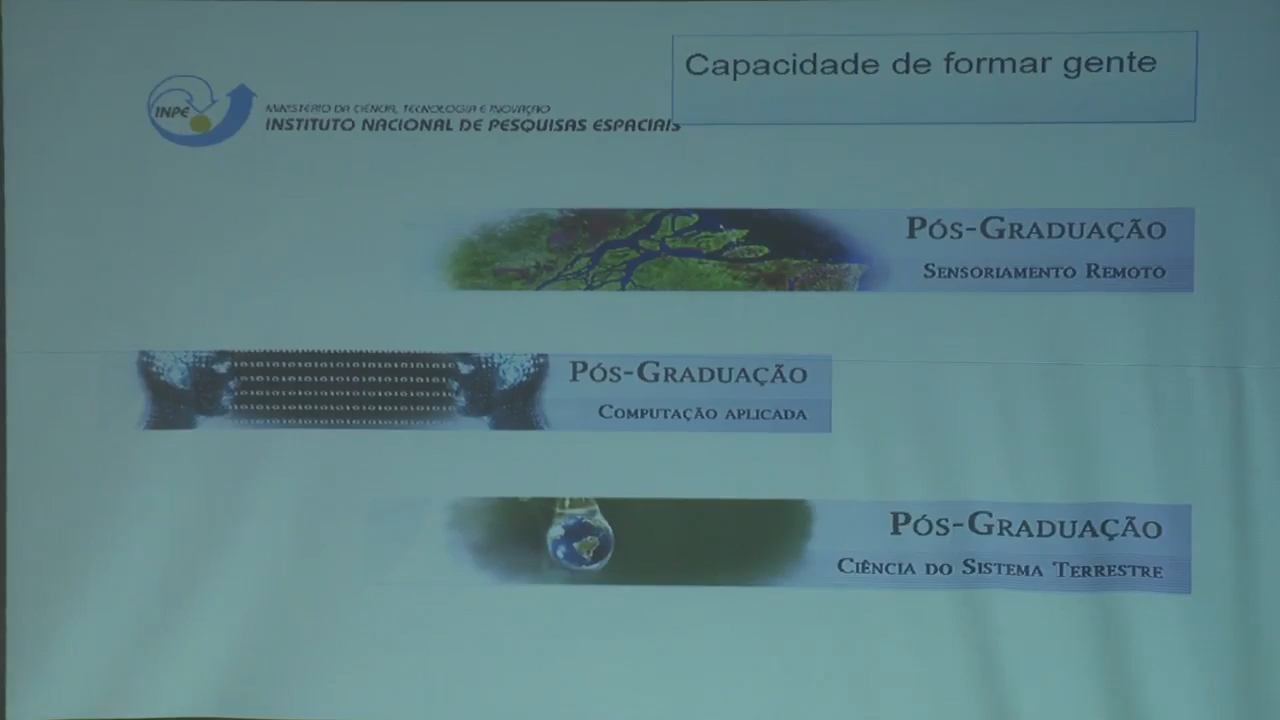 Capacidade de formar gente
INPE
MINISTÉRIO DA CIÊNCIA, TECNOLOGIA E INOVAÇÃO
INSTITUTO NACIONAL DE PESQUISAS ESPACIAIS
PÓS-GRADUAÇÃO
SENSORIAMENTO REMOTO
PÓS-GRADUAÇÃO
COMPUTAÇÃO APLICADA
PÓS-GRADUAÇÃO
CIÊNCIA DO SISTEMA TERRESTRE